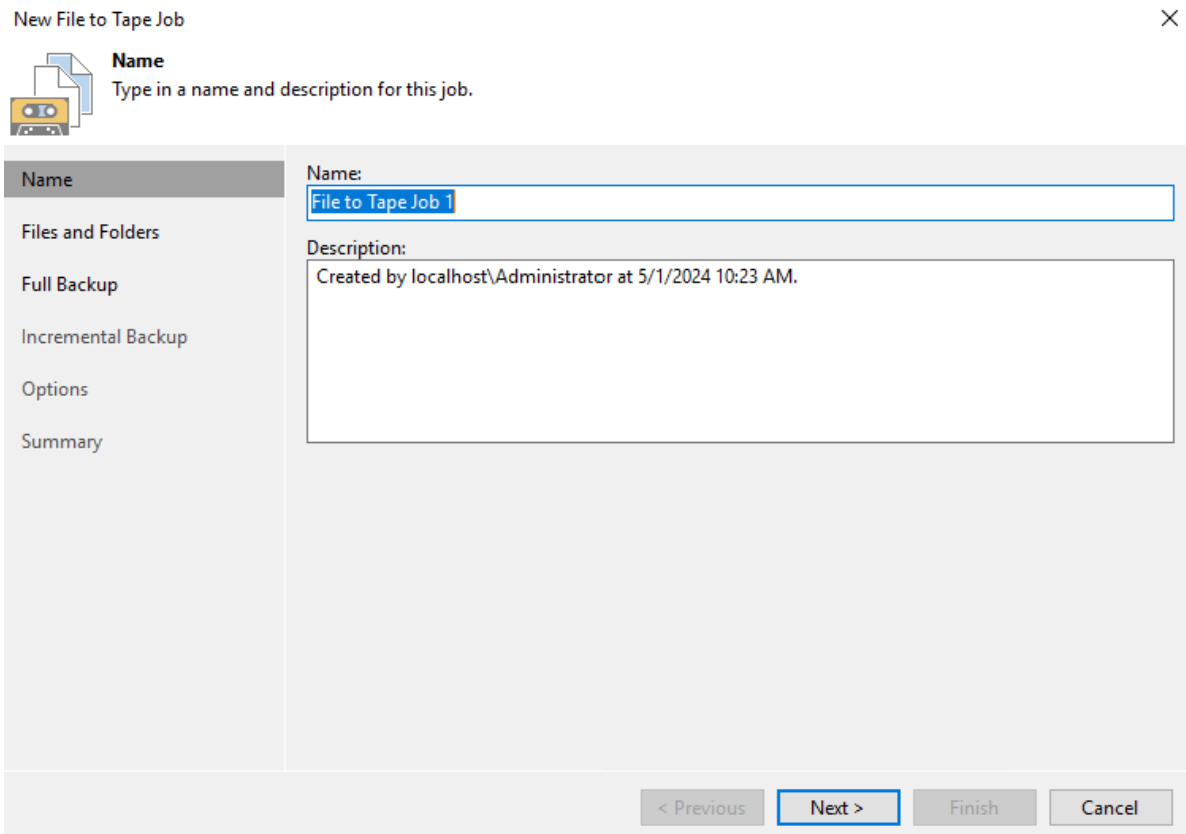 New File to Tape Job
Name
Type in a name and description for this job.
Name
Files and Folders
Full Backup
Incremental Backup
Options
Summary
Name:
File to Tape Job 1
Description:
Created by localhost\Administrator at 5/1/2024 10:23 AM.
< Previous
Next >
Finish
Cancel